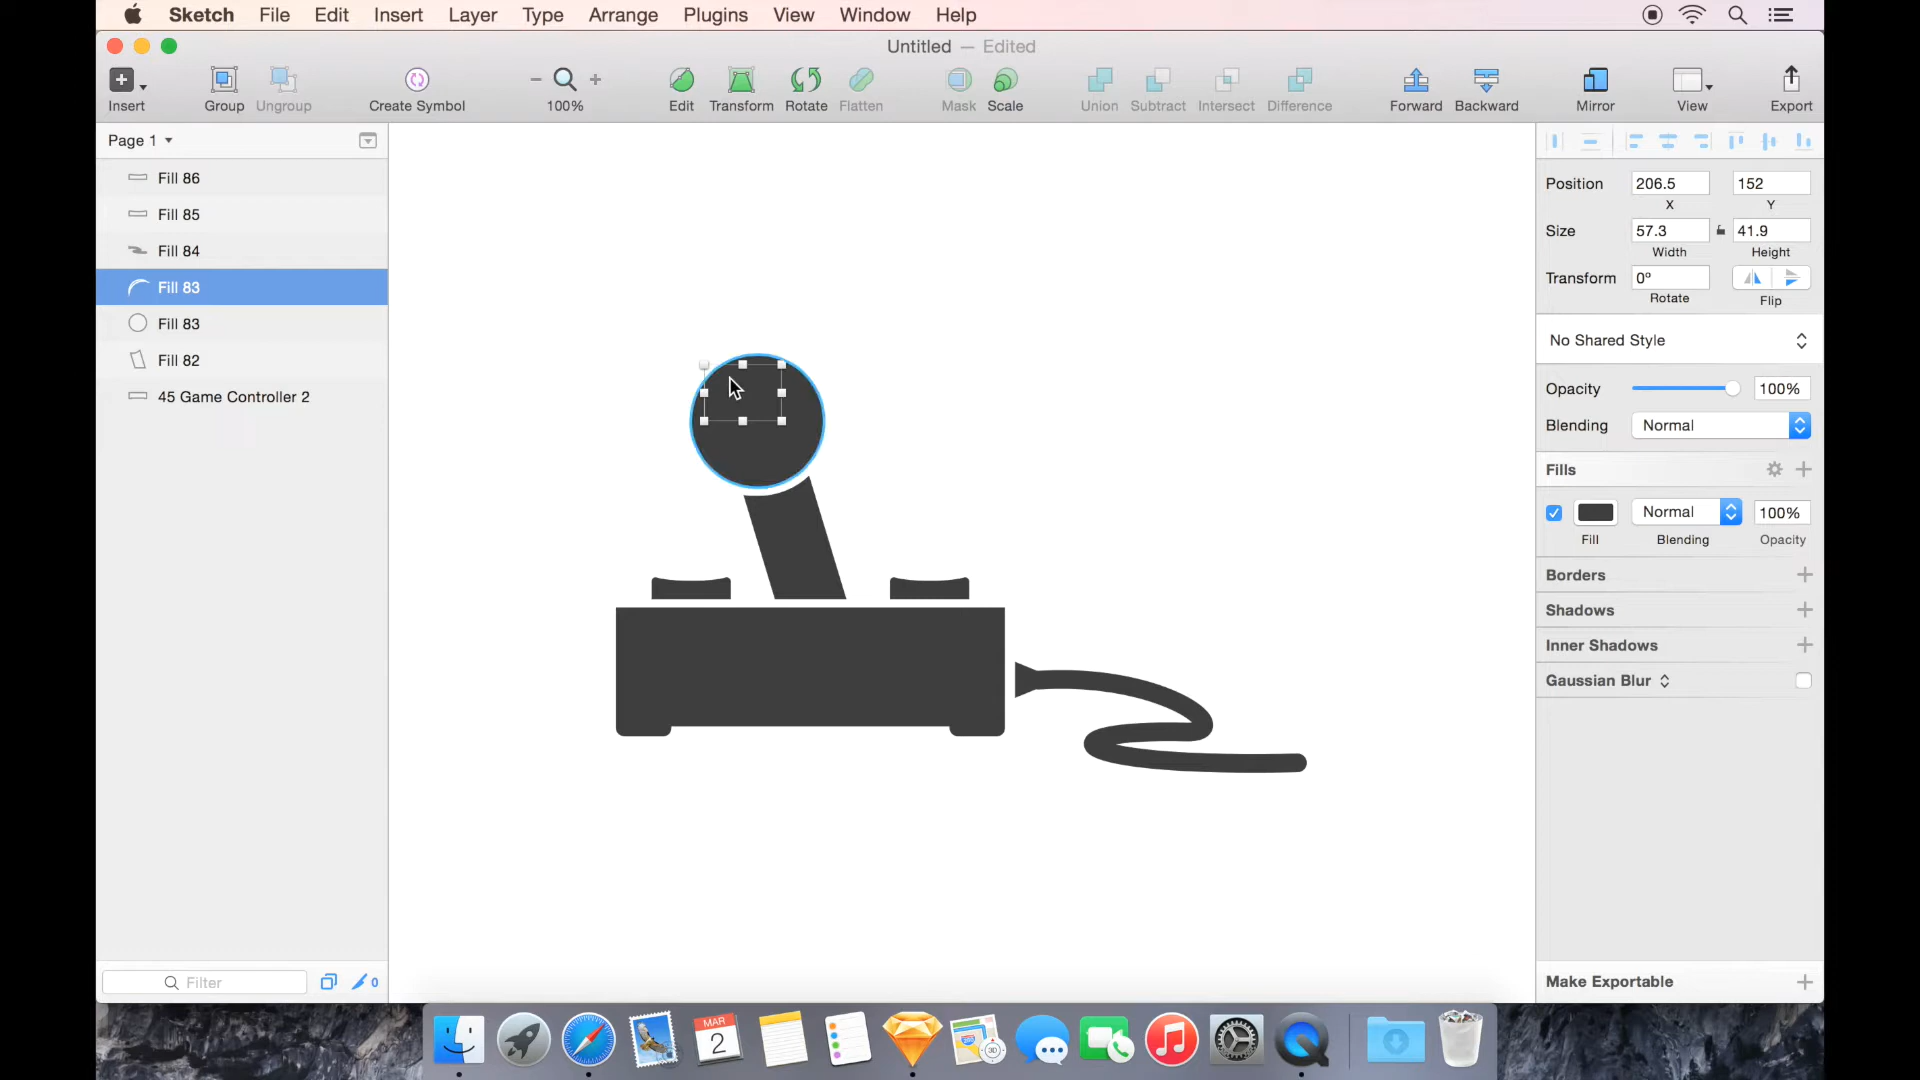 Sketch File Edit Insert Layer Type Arrange Plugins View Window Help
Untitled — Edited
Insert Group Ungroup Create Symbol 100% Edit Transform Rotate Flatten Mask Scale Union Subtract Intersect Difference Forward Backward Mirror View Export
Page 1
Fill 86
Fill 85
Fill 84
Fill 83
Fill 83
Fill 82
45 Game Controller 2
Filter
0
Position 206.5 152
X Y
Size 57.3 41.9
Width Height
Transform 0°
Rotate Flip
No Shared Style
Opacity 100%
Blending Normal
Fills
Normal 100%
Fill Blending Opacity
Borders
Shadows
Inner Shadows
Gaussian Blur
Make Exportable
MAR
2
3D